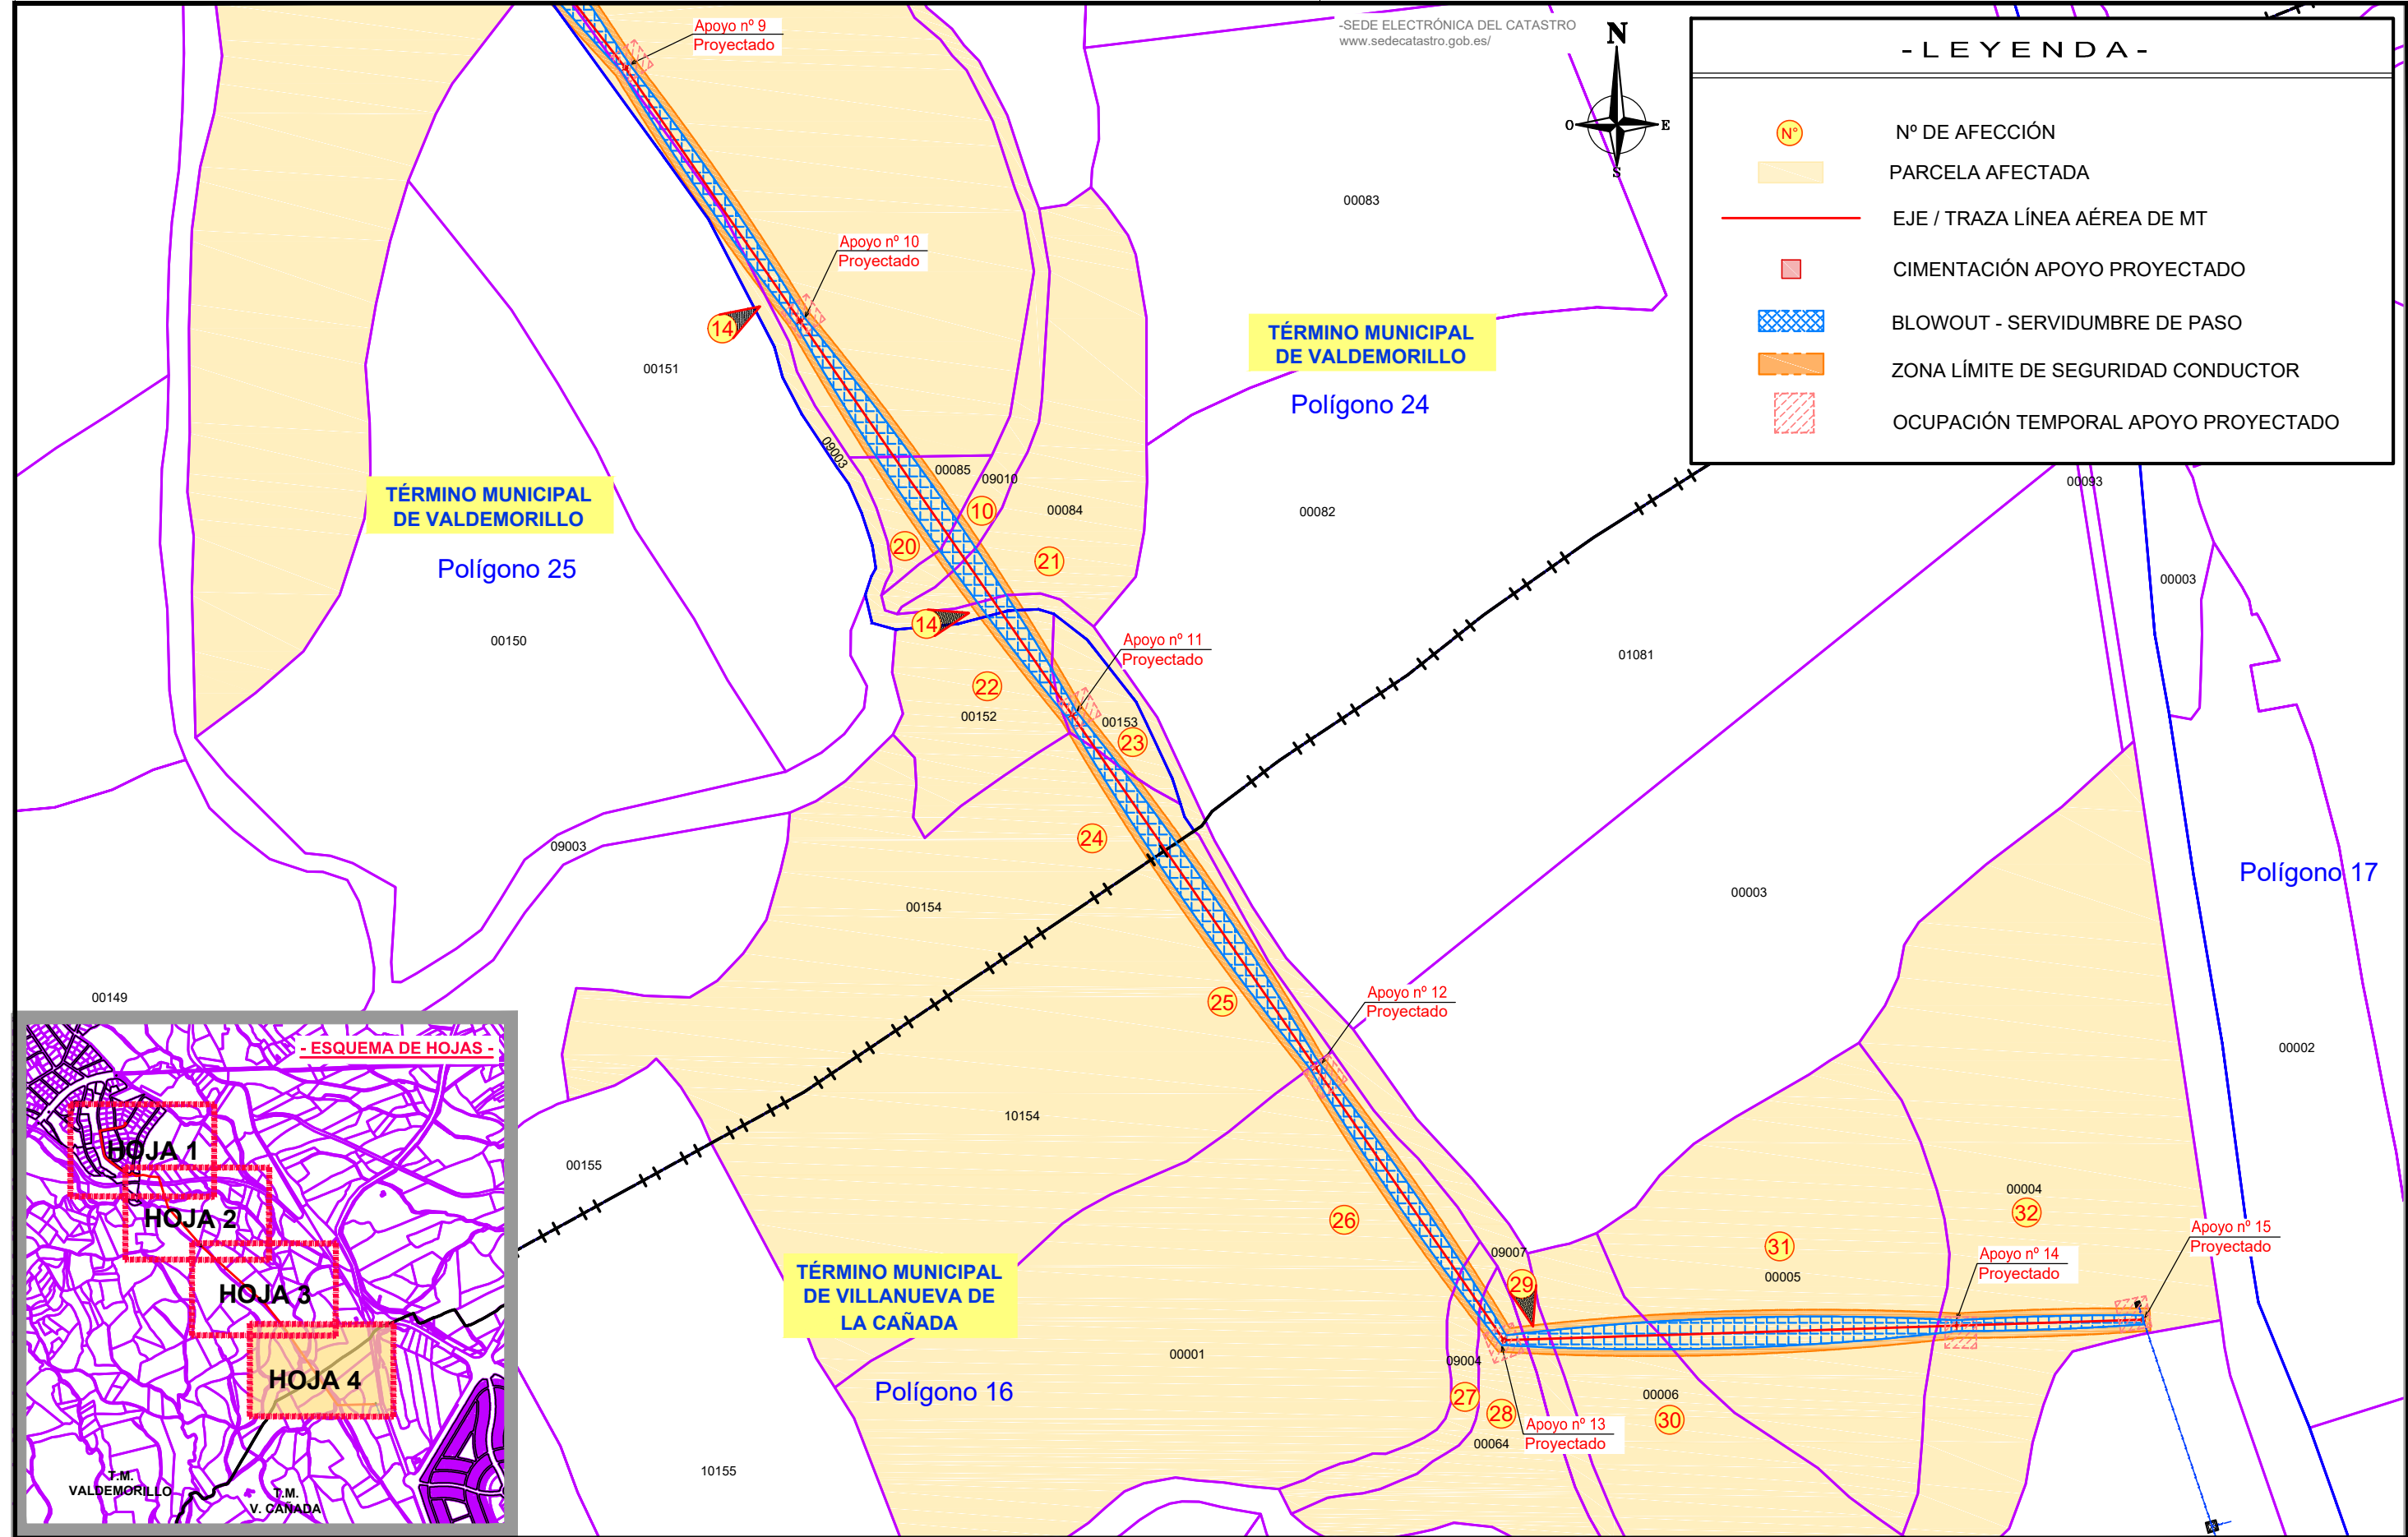 -SEDE ELECTRÓNICA DEL CATASTRO
www.sedecatastro.gob.es/
N
O
E
S
-LEYENDA-
Nº
Nº DE AFECCIÓN
PARCELA AFECTADA
EJE / TRAZA LÍNEA AÉREA DE MT
CIMENTACIÓN APOYO PROYECTADO
BLOWOUT - SERVIDUMBRE DE PASO
ZONA LÍMITE DE SEGURIDAD CONDUCTOR
OCUPACIÓN TEMPORAL APOYO PROYECTADO
Apoyo nº 9
Proyectado
00083
Apoyo nº 10
Proyectado
14
00151
TÉRMINO MUNICIPAL
DE VALDEMORILLO
Polígono 24
09003
00085
09010
00093
TÉRMINO MUNICIPAL
DE VALDEMORILLO
Polígono 25
10
00084
00082
20
21
00003
14
00150
Apoyo nº 11
Proyectado
01081
22
00152
00153
23
24
09003
Polígono 17
00003
00154
00149
25
Apoyo nº 12
Proyectado
00002
10154
00155
00004
32
26
Apoyo nº 15
Proyectado
31
00005
09007
Apoyo nº 14
Proyectado
29
TÉRMINO MUNICIPAL
DE VILLANUEVA DE
LA CAÑADA
00001
09004
Polígono 16
27
28
00006
30
Apoyo nº 13
Proyectado
00064
10155
- ESQUEMA DE HOJAS -
HOJA 1
HOJA 2
HOJA 3
HOJA 4
T.M.
VALDEMORILLO
T.M.
V. CAÑADA